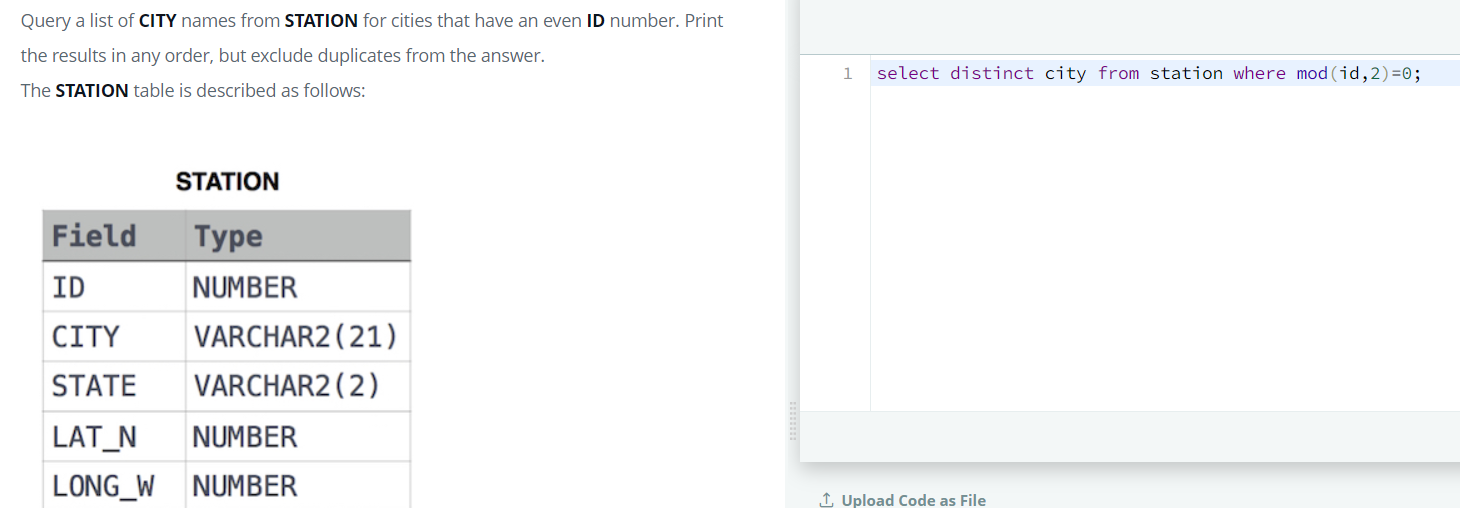 Query a list of CITY names from STATION for cities that have an even ID number. Print
the results in any order, but exclude duplicates from the answer.
The STATION table is described as follows:
STATION
Field Type
ID NUMBER
CITY VARCHAR2(21)
STATE VARCHAR2(2)
LAT_N NUMBER
LONG_W NUMBER
1 select distinct city from station where mod(id,2)=0;
Upload Code as File